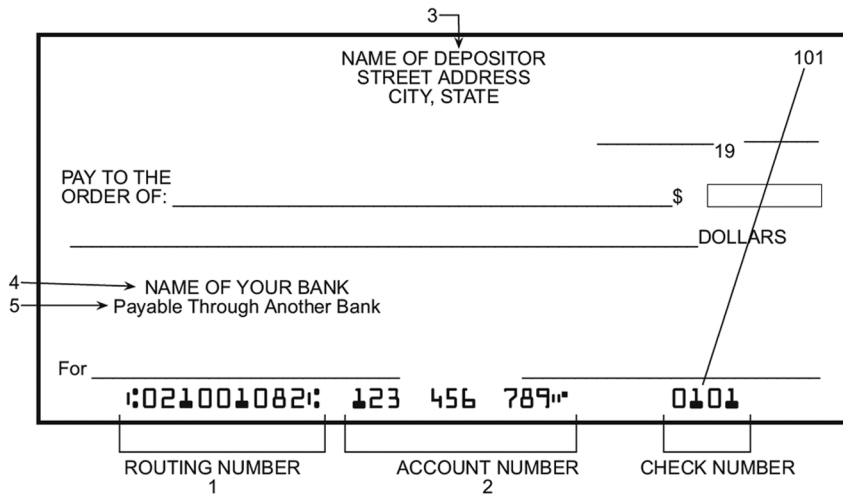 3
NAME OF DEPOSITOR
STREET ADDRESS
CITY, STATE
101
19
PAY TO THE
ORDER OF: $
DOLLARS
4 NAME OF YOUR BANK
5 Payable Through Another Bank
For
⑆021001082⑆ 123 456 789⑈ 0101
ROUTING NUMBER ACCOUNT NUMBER CHECK NUMBER
1 2